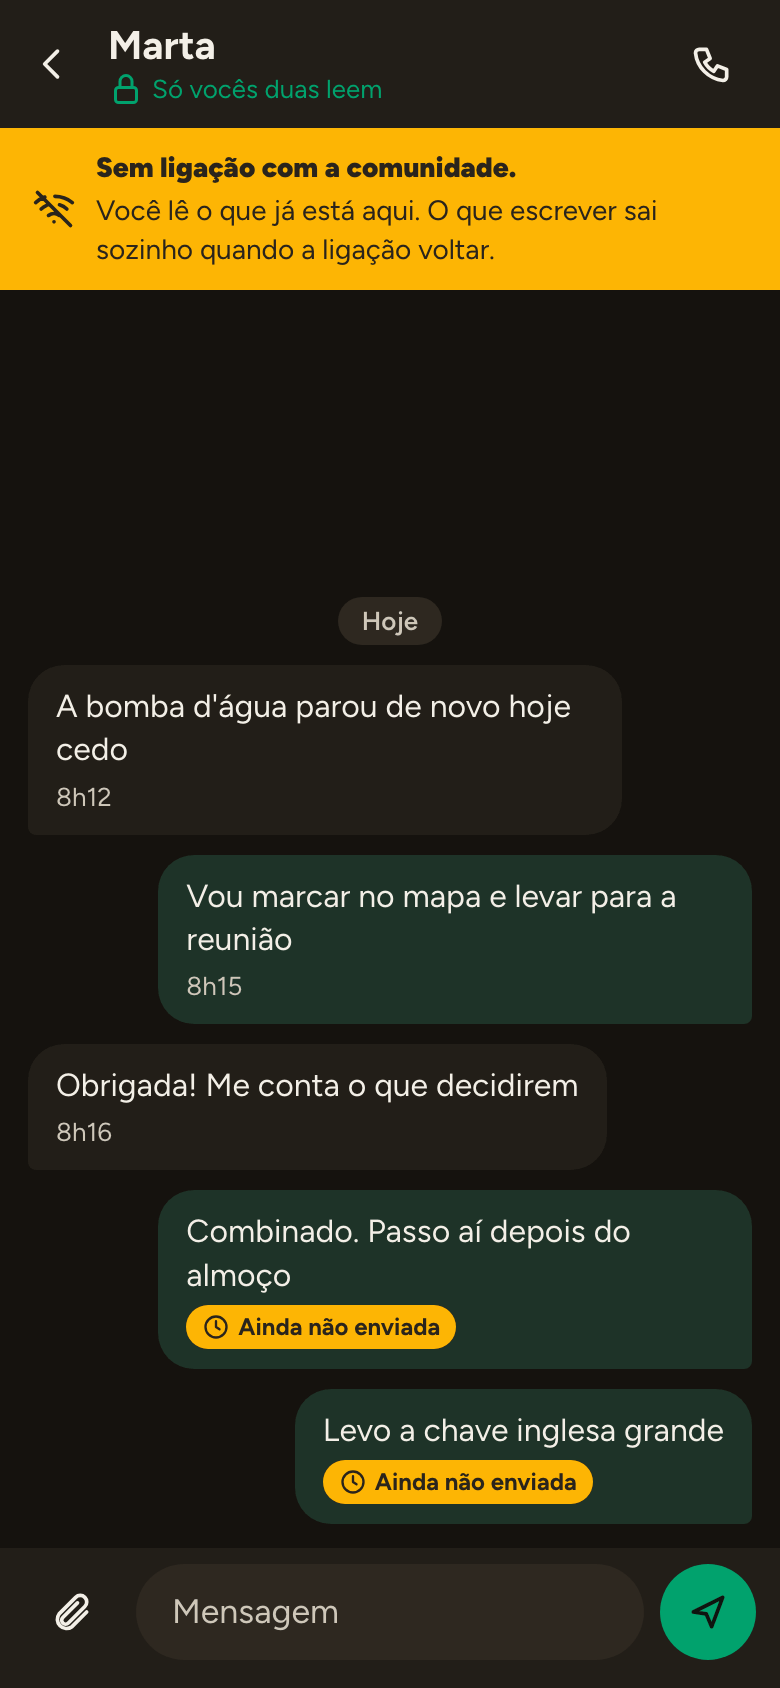 Marta
Só vocês duas leem
Sem ligação com a comunidade.
Você lê o que já está aqui. O que escrever sai
sozinho quando a ligação voltar.
Hoje
A bomba d'água parou de novo hoje
cedo
8h12
Vou marcar no mapa e levar para a
reunião
8h15
Obrigada! Me conta o que decidirem
8h16
Combinado. Passo aí depois do
almoço
Ainda não enviada
Levo a chave inglesa grande
Ainda não enviada
Mensagem